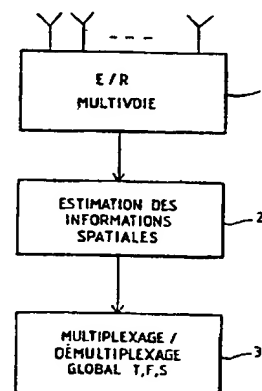 E/R
MULTIVOIE
ESTIMATION DES
INFORMATIONS
SPATIALES
2
MULTIPLEXAGE /
DÉMULTIPLEXAGE
GLOBAL T,F,S
3